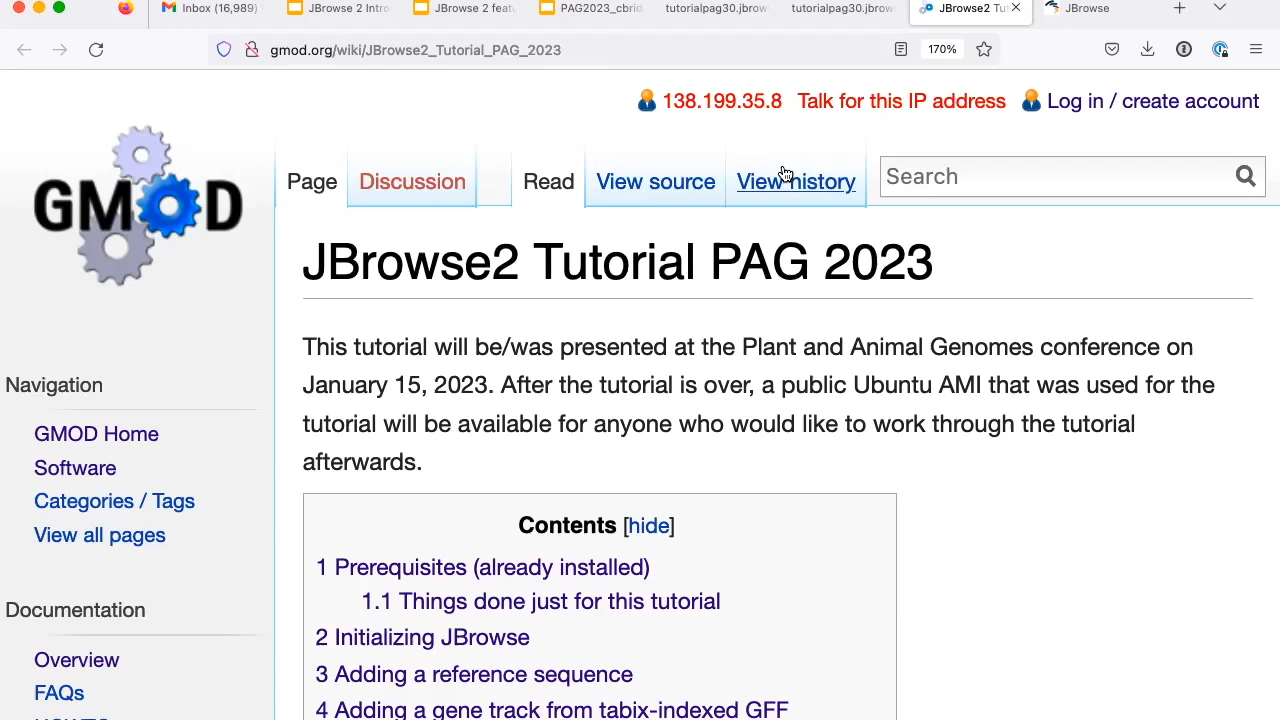 Inbox (16,989)
JBrowse 2 Intro
JBrowse 2 feat
PAG2023_cbrid
tutorialpag30.jbrow
tutorialpag30.jbrow
JBrowse2 Tut
JBrowse
gmod.org/wiki/JBrowse2_Tutorial_PAG_2023
170%
138.199.35.8 Talk for this IP address Log in / create account
GMOD
Page Discussion Read View source View history
Search
JBrowse2 Tutorial PAG 2023
This tutorial will be/was presented at the Plant and Animal Genomes conference on
January 15, 2023. After the tutorial is over, a public Ubuntu AMI that was used for the
tutorial will be available for anyone who would like to work through the tutorial
afterwards.
Navigation
GMOD Home
Software
Categories / Tags
View all pages
Documentation
Overview
FAQs
Contents [hide]
1 Prerequisites (already installed)
1.1 Things done just for this tutorial
2 Initializing JBrowse
3 Adding a reference sequence
4 Adding a gene track from tabix-indexed GFF